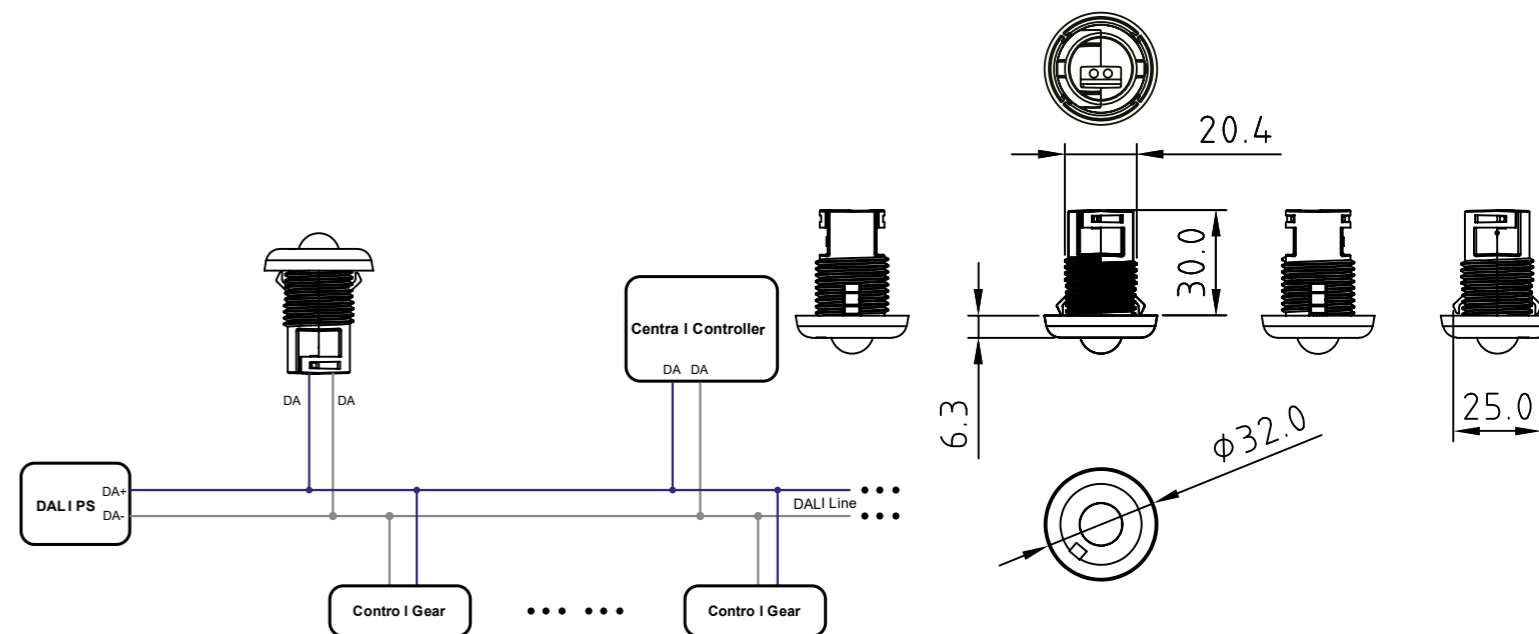 20.4
30.0
6.3
25.0
φ32.0
Centra l Controller
DA DA
DA DA
DALI PS
DA+
DA-
DALI Line
Contro l Gear
Contro l Gear